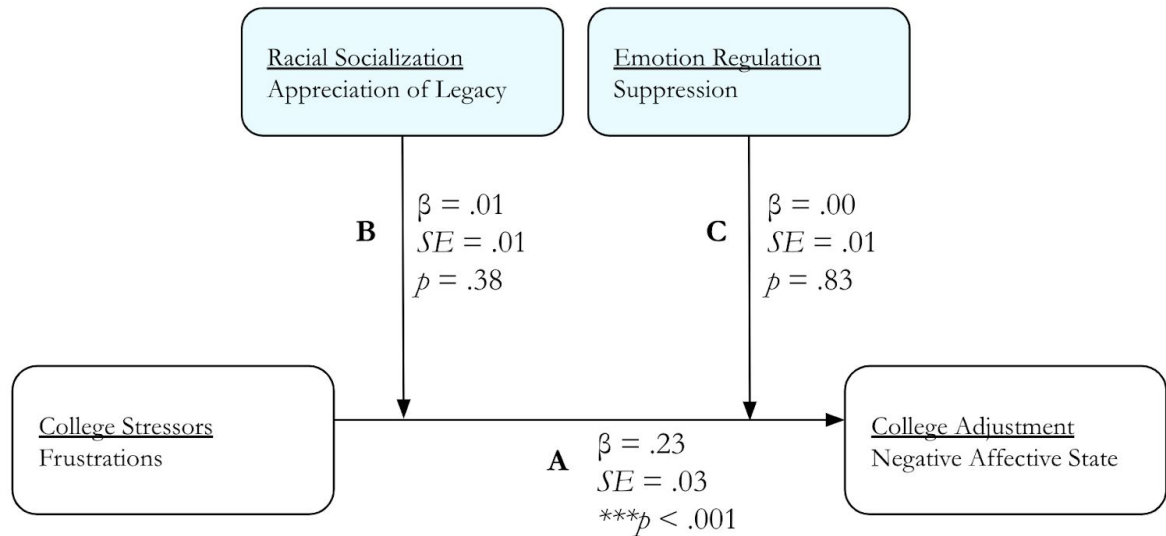 Racial Socialization
Appreciation of Legacy
Emotion Regulation
Suppression
B
β = .01
SE = .01
p = .38
C
β = .00
SE = .01
p = .83
College Stressors
Frustrations
A
β = .23
SE = .03
***p < .001
College Adjustment
Negative Affective State